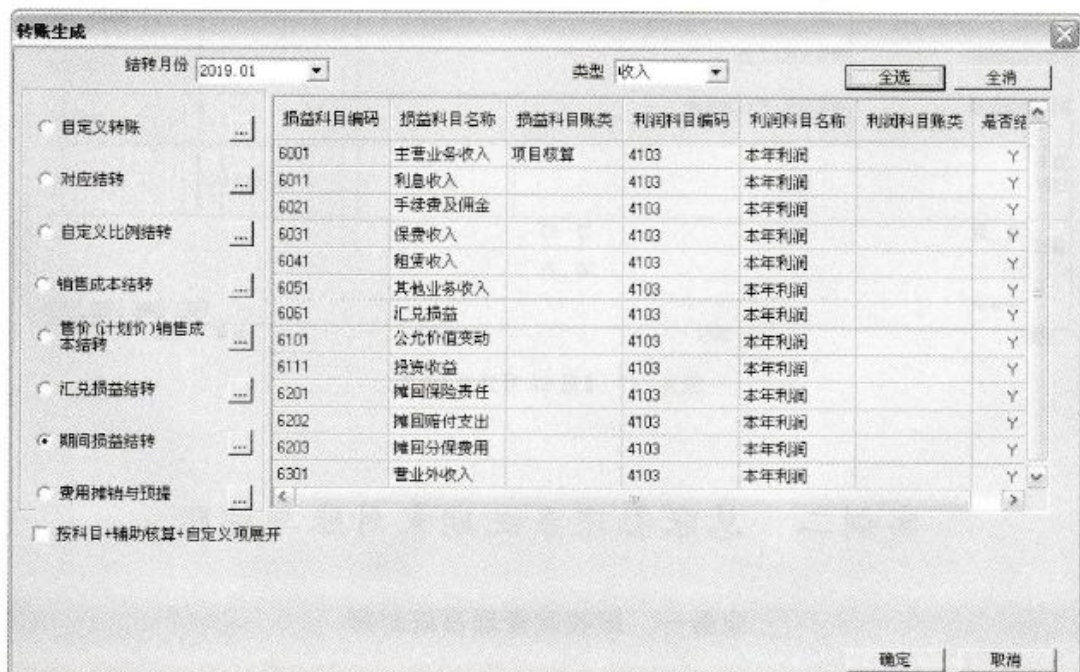 转账生成
结转月份 2019.01 类型 收入 全选 全消
自定义转账 ...
对应结转 ...
自定义比例结转 ...
销售成本结转 ...
售价(计划价)销售成
本结转 ...
汇兑损益结转 ...
期间损益结转 ...
费用摊销与预提 ...
损益科目编码 损益科目名称 损益科目账类 利润科目编码 利润科目名称 利润科目账类 是否结
6001 主营业务收入 项目核算 4103 本年利润 Y
6011 利息收入 4103 本年利润 Y
6021 手续费及佣金 4103 本年利润 Y
6031 保费收入 4103 本年利润 Y
6041 租赁收入 4103 本年利润 Y
6051 其他业务收入 4103 本年利润 Y
6061 汇兑损益 4103 本年利润 Y
6101 公允价值变动 4103 本年利润 Y
6111 投资收益 4103 本年利润 Y
6201 摊回保险责任 4103 本年利润 Y
6202 摊回赔付支出 4103 本年利润 Y
6203 摊回分保费用 4103 本年利润 Y
6301 营业外收入 4103 本年利润 Y
按科目+辅助核算+自定义项展开
确定 取消